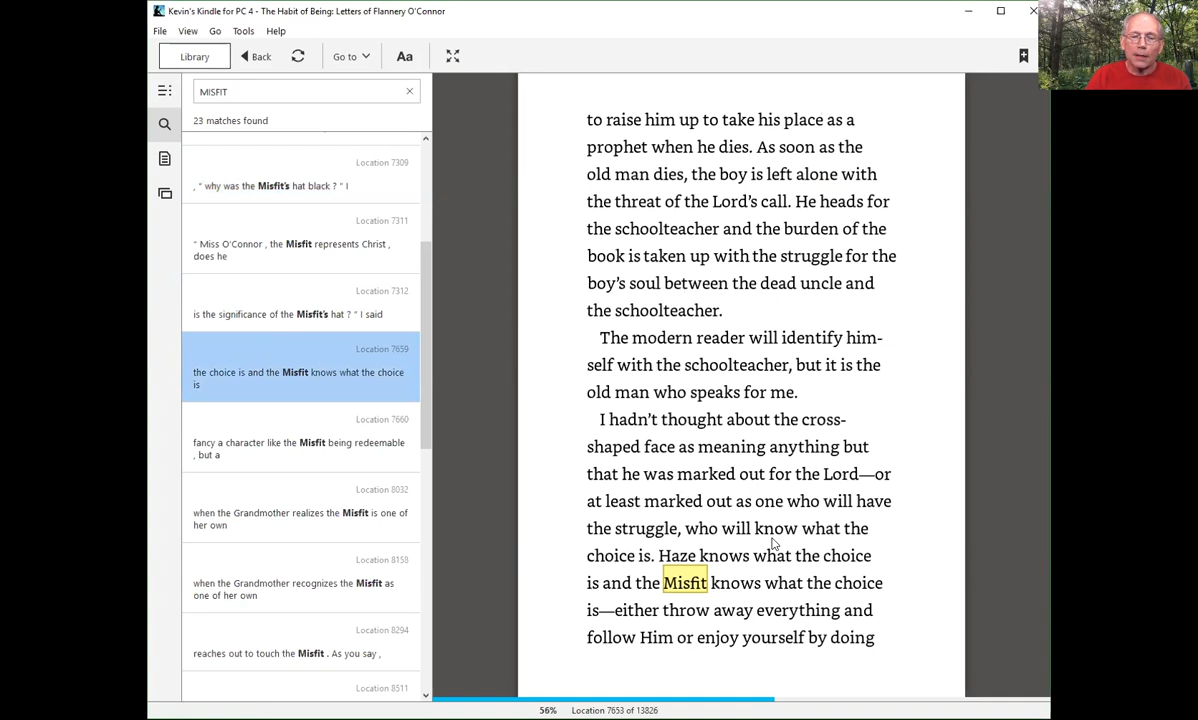 Kevin's Kindle for PC 4 - The Habit of Being: Letters of Flannery O'Connor
File View Go Tools Help
Library Back Go to Aa
MISFIT
23 matches found
Location 7309
, " why was the Misfit's hat black ? " I
Location 7311
" Miss O'Connor , the Misfit represents Christ ,
does he
Location 7312
is the significance of the Misfit's hat ? " I said
Location 7659
the choice is and the Misfit knows what the choice
is
Location 7660
fancy a character like the Misfit being redeemable
, but a
Location 8032
when the Grandmother realizes the Misfit is one of
her own
Location 8158
when the Grandmother recognizes the Misfit as
one of her own
Location 8294
reaches out to touch the Misfit . As you say ,
Location 8511
to raise him up to take his place as a
prophet when he dies. As soon as the
old man dies, the boy is left alone with
the threat of the Lord's call. He heads for
the schoolteacher and the burden of the
book is taken up with the struggle for the
boy's soul between the dead uncle and
the schoolteacher.
The modern reader will identify him-
self with the schoolteacher, but it is the
old man who speaks for me.
I hadn't thought about the cross-
shaped face as meaning anything but
that he was marked out for the Lord—or
at least marked out as one who will have
the struggle, who will know what the
choice is. Haze knows what the choice
is and the Misfit knows what the choice
is—either throw away everything and
follow Him or enjoy yourself by doing
56% Location 7653 of 13826